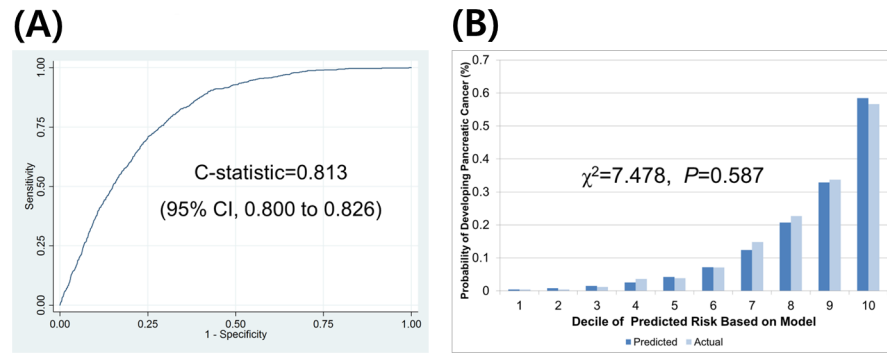 (A)
1.00
0.75
0.50
0.25
0.00
Sensitivity
C-statistic=0.813
(95% CI, 0.800 to 0.826)
0.00 0.25 0.50 0.75 1.00
1 - Specificity
(B)
Probability of Developing Pancreatic Cancer (%)
0.7
0.6
0.5
0.4
0.3
0.2
0.1
0
χ²=7.478, P=0.587
1 2 3 4 5 6 7 8 9 10
Decile of Predicted Risk Based on Model
Predicted Actual